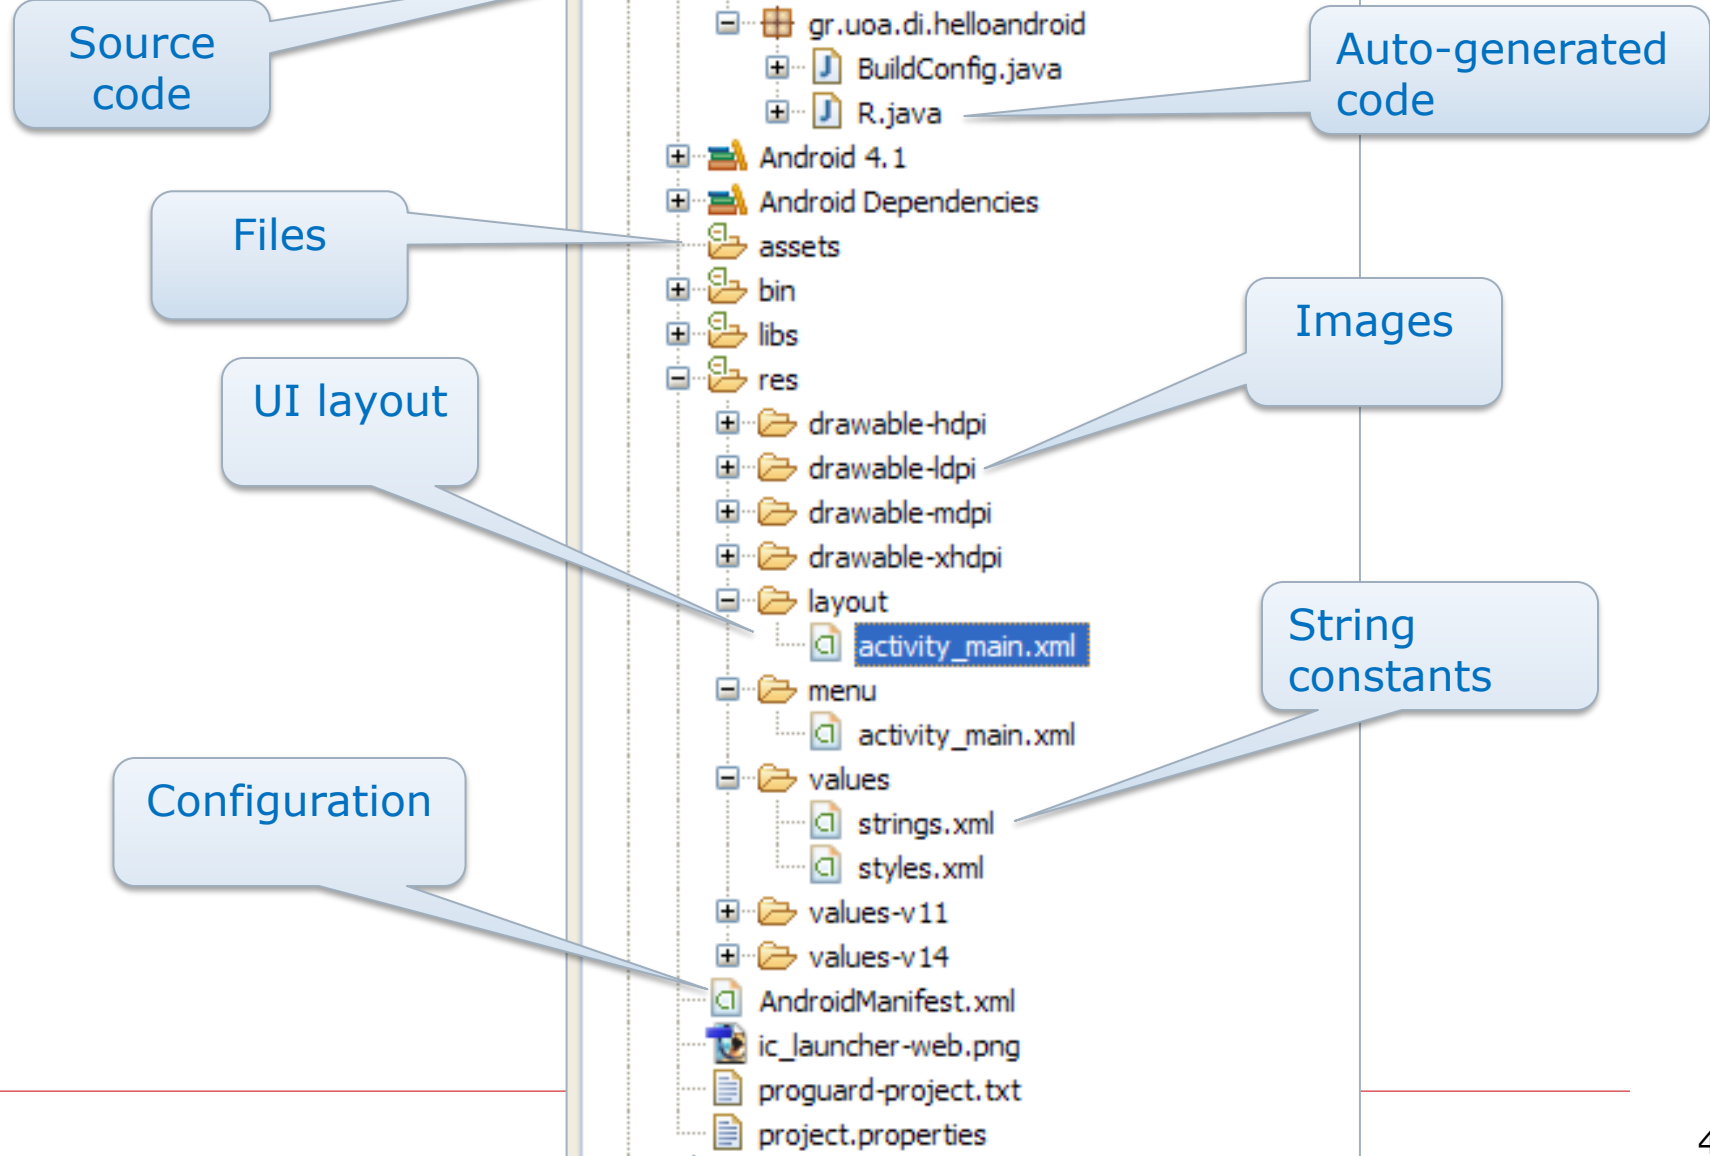 Source
code
gr.uoa.di.helloandroid
Auto-generated
code
BuildConfig.java
R.java
Android 4.1
Android Dependencies
Files
assets
bin
Images
libs
UI layout
res
drawable-hdpi
drawable-ldpi
drawable-mdpi
drawable-xhdpi
layout
String
constants
activity_main.xml
menu
activity_main.xml
values
Configuration
strings.xml
styles.xml
values-v11
values-v14
AndroidManifest.xml
ic_launcher-web.png
proguard-project.txt
project.properties